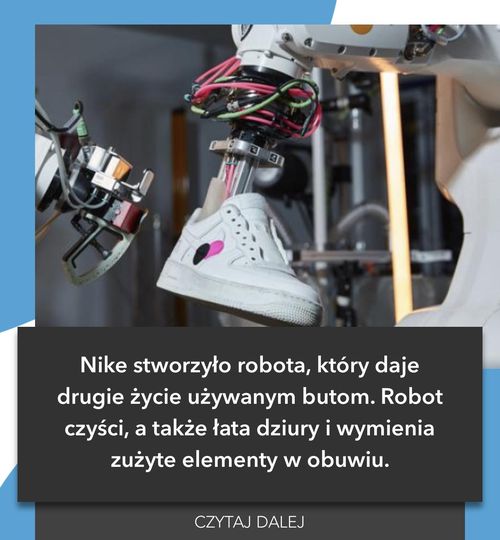 Nike stworzyło robota, który daje
drugie życie używanym butom. Robot
czyści, a także łata dziury i wymienia
zużyte elementy w obuwiu.
CZYTAJ DALEJ